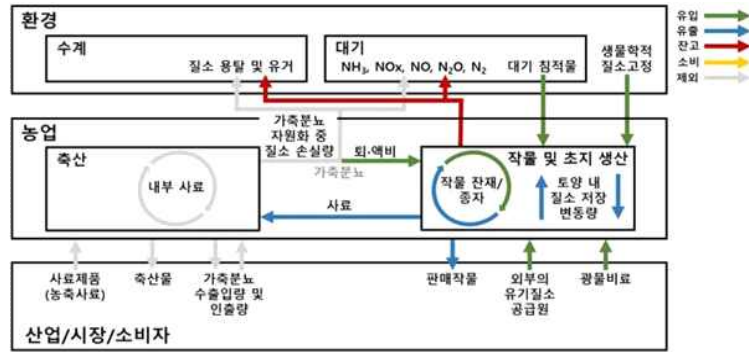 환경
수계
질소 용탈 및 유거
대기
NH₃, NOx, NO, N₂O, N₂
대기 침적물
생물학적
질소고정
유입
유출
잔고
소비
제외
농업
축산
내부 사료
가축분뇨
자원화 중
질소 손실량
가축분뇨
퇴·액비
사료
작물 및 초지 생산
작물 잔재/
종자
토양 내
질소 저장
변동량
사료제품
(농축사료)
축산물
가축분뇨
수출입량 및
인출량
판매작물
외부의
유기질소
공급원
광물비료
산업/시장/소비자